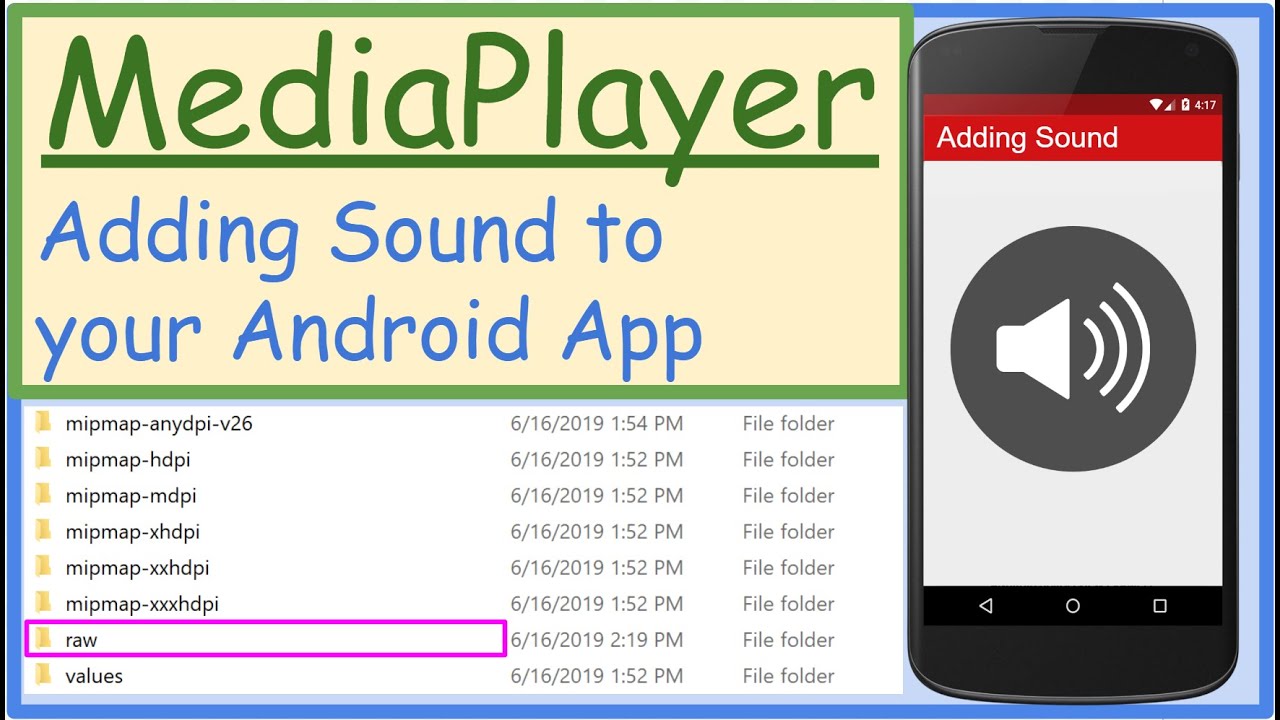 MediaPlayer
Adding Sound to
your Android App
4:17
Adding Sound
mipmap-anydpi-v26 6/16/2019 1:54 PM File folder
mipmap-hdpi 6/16/2019 1:52 PM File folder
mipmap-mdpi 6/16/2019 1:52 PM File folder
mipmap-xhdpi 6/16/2019 1:52 PM File folder
mipmap-xxhdpi 6/16/2019 1:52 PM File folder
mipmap-xxxhdpi 6/16/2019 1:52 PM File folder
raw 6/16/2019 2:19 PM File folder
values 6/16/2019 1:52 PM File folder